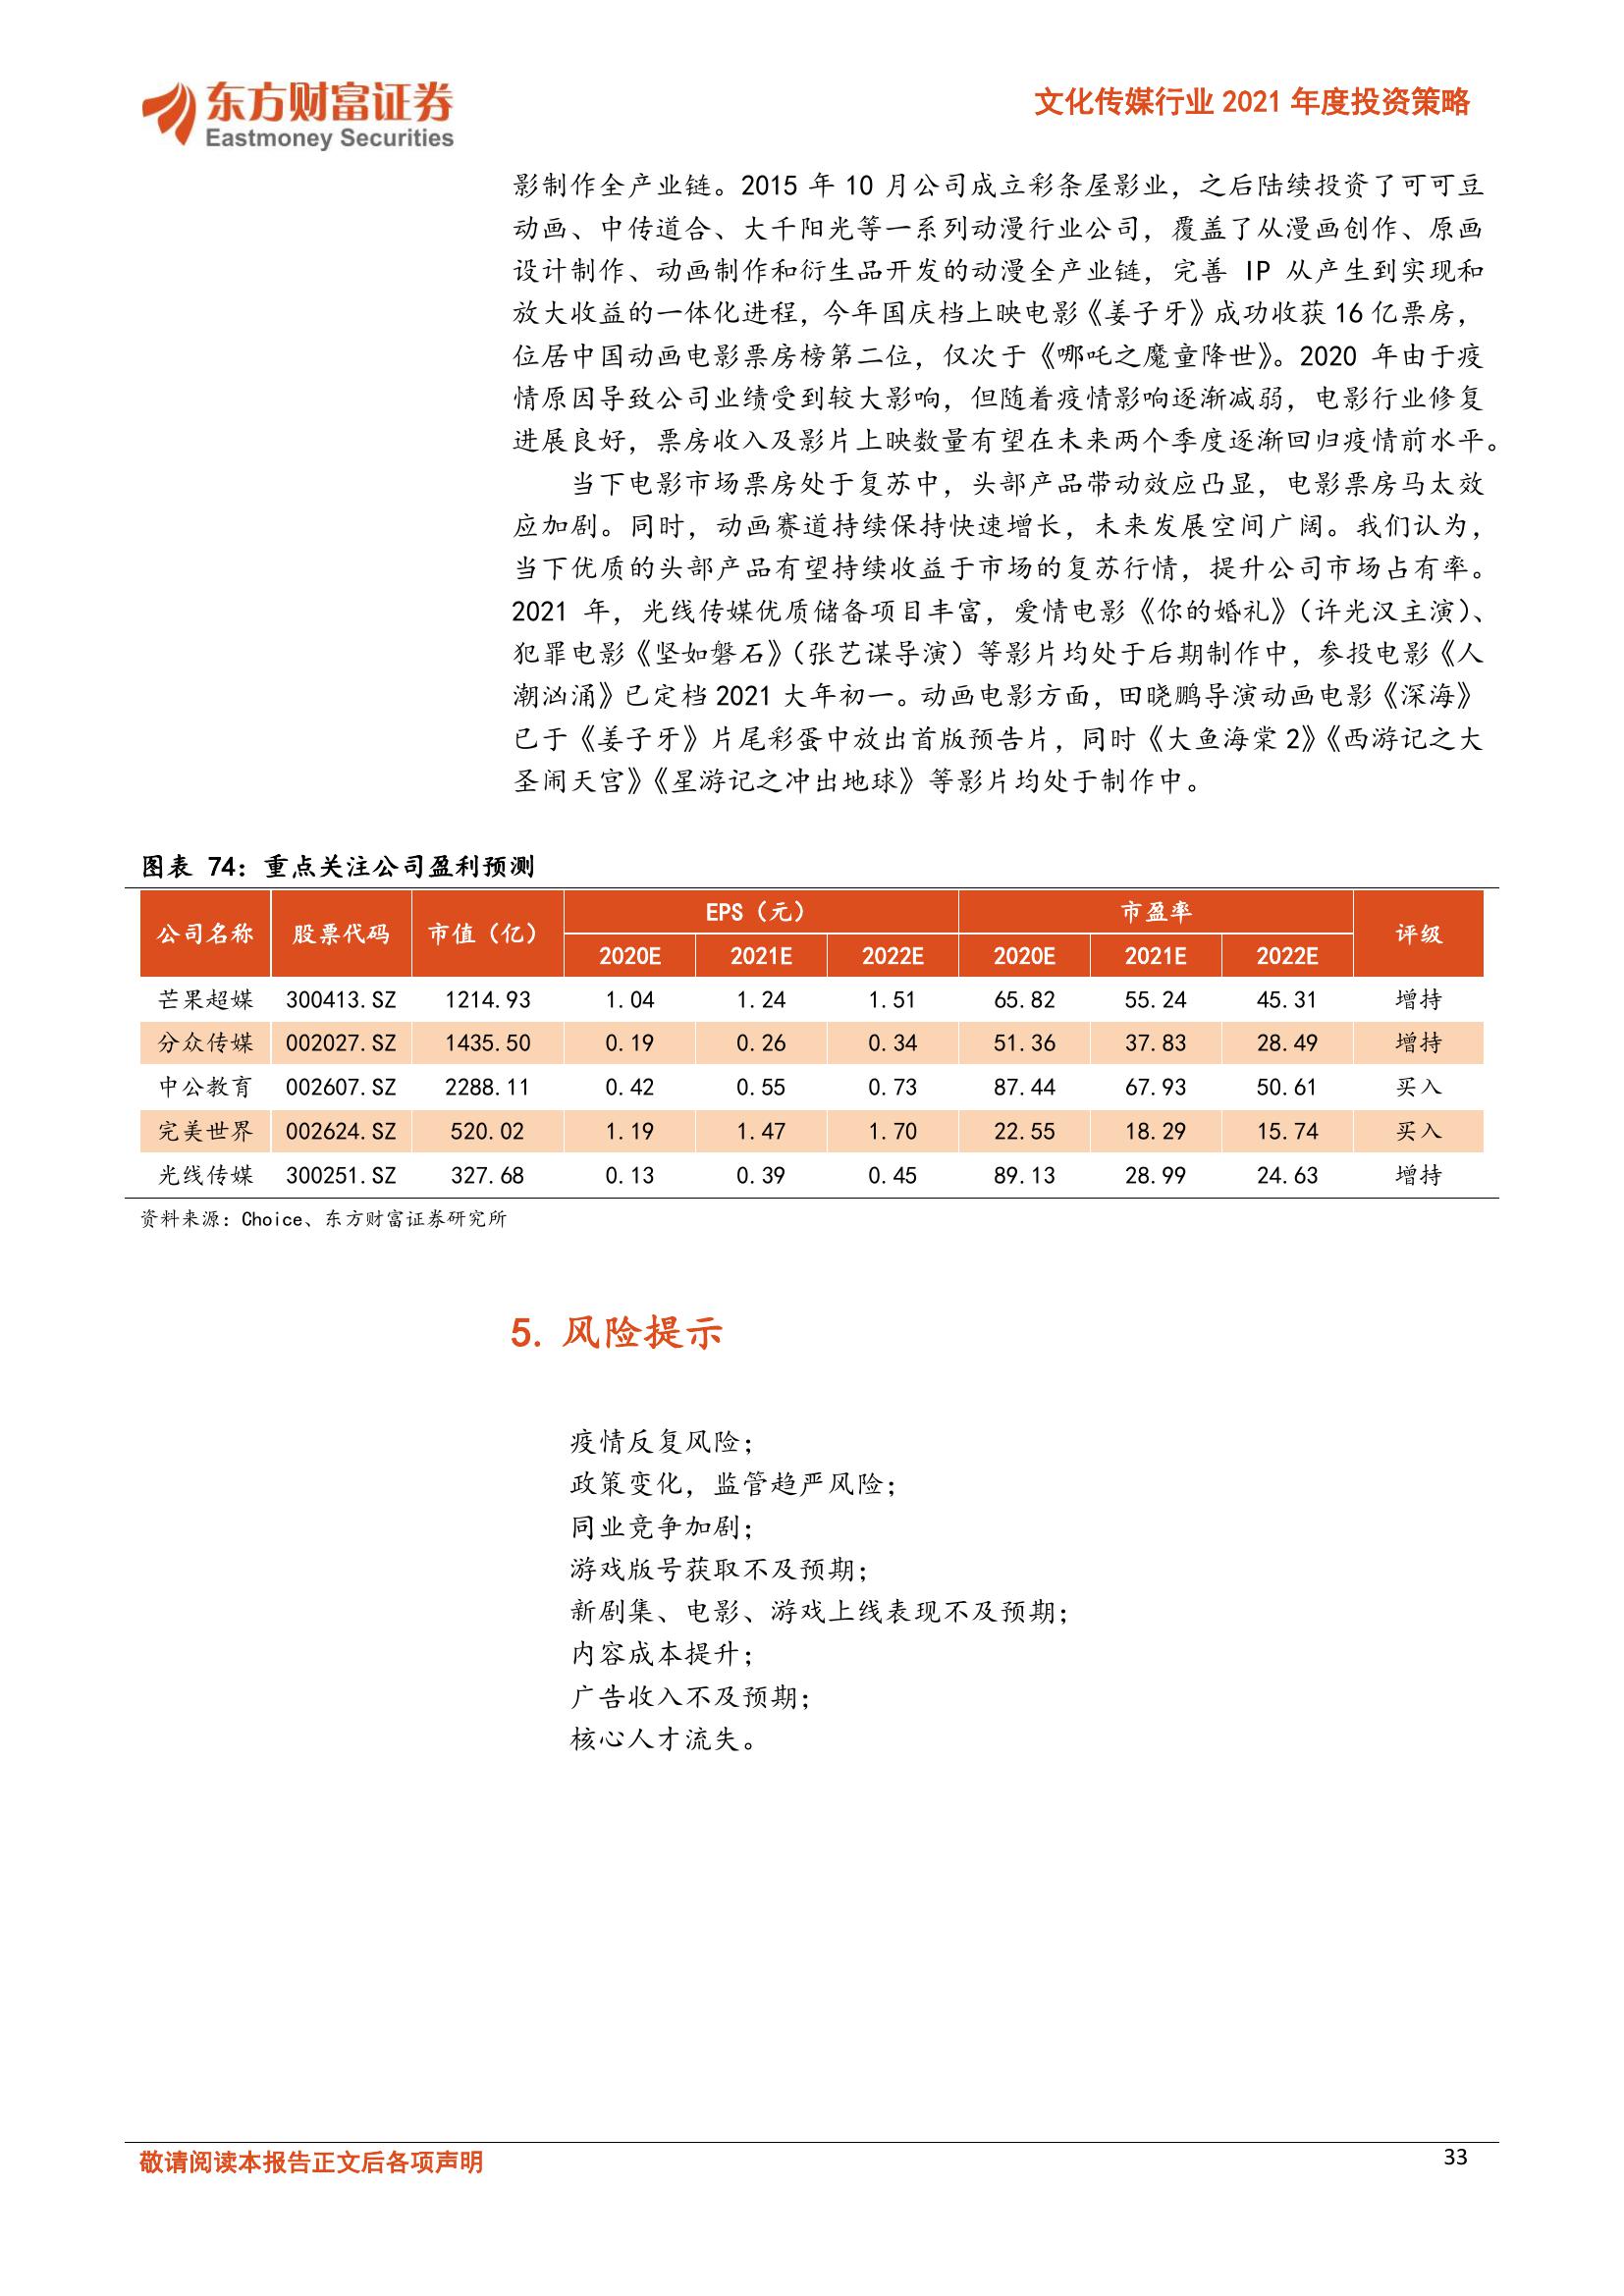 东方财富证券
Eastmoney Securities
文化传媒行业 2021 年度投资策略
影制作全产业链。2015 年 10 月公司成立彩条屋影业，之后陆续投资了可可豆
动画、中传道合、大千阳光等一系列动漫行业公司，覆盖了从漫画创作、原画
设计制作、动画制作和衍生品开发的动漫全产业链，完善 IP 从产生到实现和
放大收益的一体化进程，今年国庆档上映电影《姜子牙》成功收获 16 亿票房，
位居中国动画电影票房榜第二位，仅次于《哪吒之魔童降世》。2020 年由于疫
情原因导致公司业绩受到较大影响，但随着疫情影响逐渐减弱，电影行业修复
进展良好，票房收入及影片上映数量有望在未来两个季度逐渐回归疫情前水平。
当下电影市场票房处于复苏中，头部产品带动效应凸显，电影票房马太效
应加剧。同时，动画赛道持续保持快速增长，未来发展空间广阔。我们认为，
当下优质的头部产品有望持续收益于市场的复苏行情，提升公司市场占有率。
2021 年，光线传媒优质储备项目丰富，爱情电影《你的婚礼》（许光汉主演）、
犯罪电影《坚如磐石》（张艺谋导演）等影片均处于后期制作中，参投电影《人
潮汹涌》已定档 2021 大年初一。动画电影方面，田晓鹏导演动画电影《深海》
已于《姜子牙》片尾彩蛋中放出首版预告片，同时《大鱼海棠 2》《西游记之大
圣闹天宫》《星游记之冲出地球》等影片均处于制作中。
图表 74：重点关注公司盈利预测
公司名称 股票代码 市值（亿） EPS（元） 市盈率 评级
2020E 2021E 2022E 2020E 2021E 2022E
芒果超媒 300413.SZ 1214.93 1.04 1.24 1.51 65.82 55.24 45.31 增持
分众传媒 002027.SZ 1435.50 0.19 0.26 0.34 51.36 37.83 28.49 增持
中公教育 002607.SZ 2288.11 0.42 0.55 0.73 87.44 67.93 50.61 买入
完美世界 002624.SZ 520.02 1.19 1.47 1.70 22.55 18.29 15.74 买入
光线传媒 300251.SZ 327.68 0.13 0.39 0.45 89.13 28.99 24.63 增持
资料来源：Choice、东方财富证券研究所
5. 风险提示
疫情反复风险；
政策变化，监管趋严风险；
同业竞争加剧；
游戏版号获取不及预期；
新剧集、电影、游戏上线表现不及预期；
内容成本提升；
广告收入不及预期；
核心人才流失。
敬请阅读本报告正文后各项声明
33